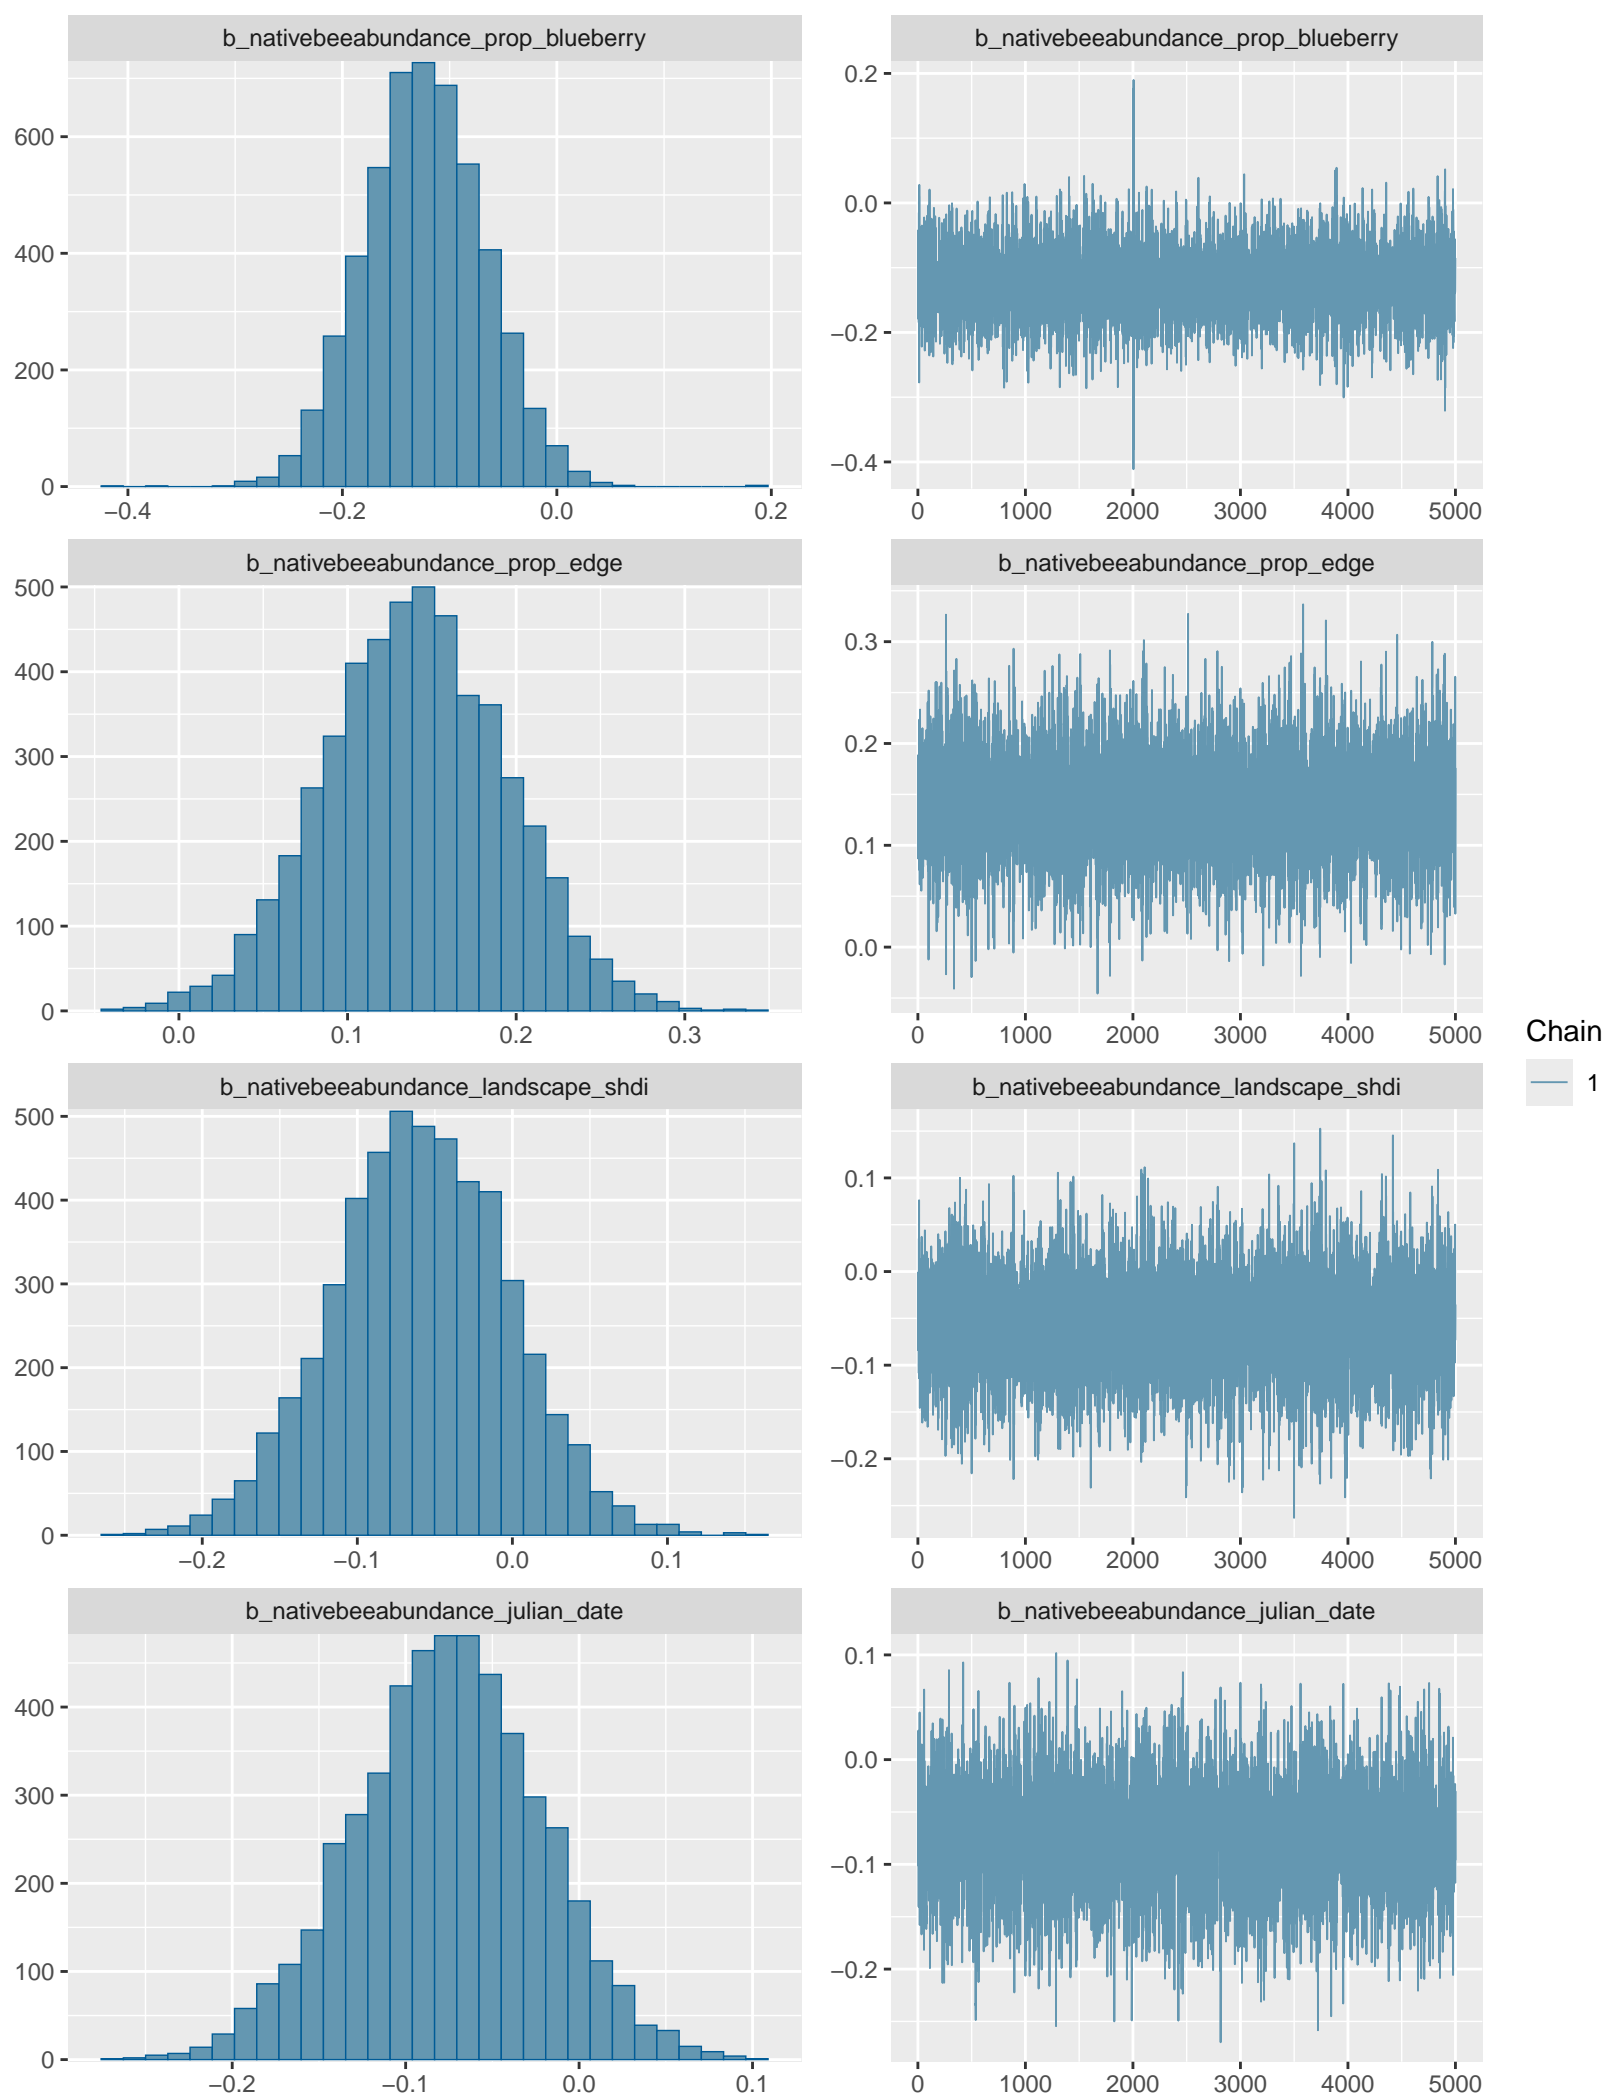 b_nativebeeabundance_prop_blueberry
b_nativebeeabundance_prop_blueberry
600
400
200
0
−0.4 −0.2 0.0 0.2
0.2
0.0
−0.2
−0.4
0 1000 2000 3000 4000 5000
b_nativebeeabundance_prop_edge
b_nativebeeabundance_prop_edge
500
400
300
200
100
0
0.0 0.1 0.2 0.3
0.3
0.2
0.1
0.0
0 1000 2000 3000 4000 5000
b_nativebeeabundance_landscape_shdi
b_nativebeeabundance_landscape_shdi
500
400
300
200
100
0
−0.2 −0.1 0.0 0.1
0.1
0.0
−0.1
−0.2
0 1000 2000 3000 4000 5000
b_nativebeeabundance_julian_date
b_nativebeeabundance_julian_date
400
300
200
100
0
−0.2 −0.1 0.0 0.1
0.1
0.0
−0.1
−0.2
0 1000 2000 3000 4000 5000
Chain
1